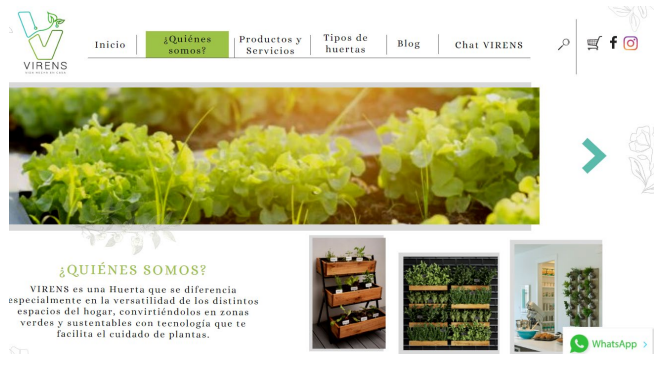 VIRENS
Inicio
¿Quiénes
somos?
Productos y
Servicios
Tipos de
huertas
Blog
Chat VIRENS
¿QUIÉNES SOMOS?
VIRENS es una Huerta que se diferencia
especialmente en la versatilidad de los distintos
espacios del hogar, convirtiéndolos en zonas
verdes y sustentables con tecnología que te
facilita el cuidado de plantas.
WhatsApp